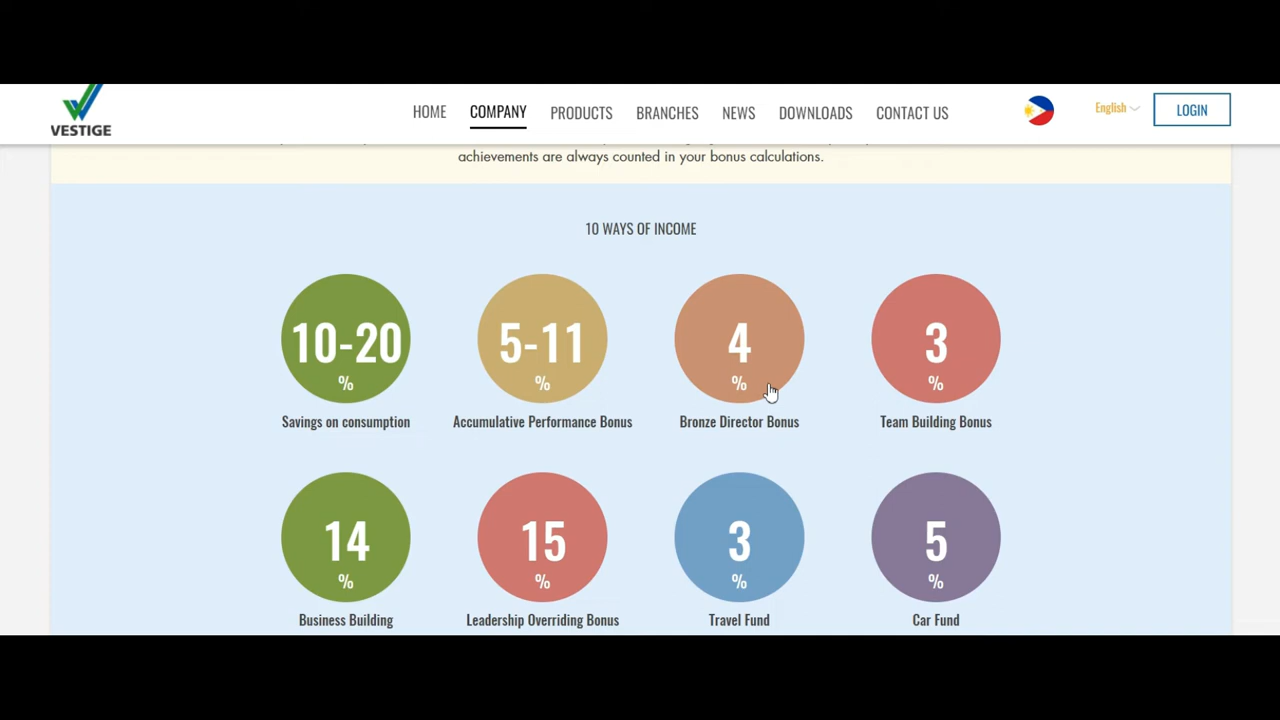 VESTIGE
HOME COMPANY PRODUCTS BRANCHES NEWS DOWNLOADS CONTACT US English LOGIN
achievements are always counted in your bonus calculations.
10 WAYS OF INCOME
10-20 5-11 4 3
% % % %
Savings on consumption Accumulative Performance Bonus Bronze Director Bonus Team Building Bonus
14 15 3 5
% % % %
Business Building Leadership Overriding Bonus Travel Fund Car Fund